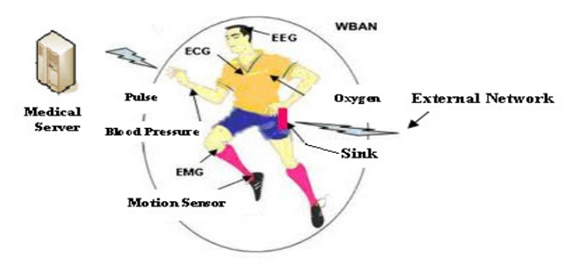 WBAN
EEG
ECG
Pulse
Oxygen
External Network
Medical
Server
Blood Pressure
Sink
EMG
Motion Sensor